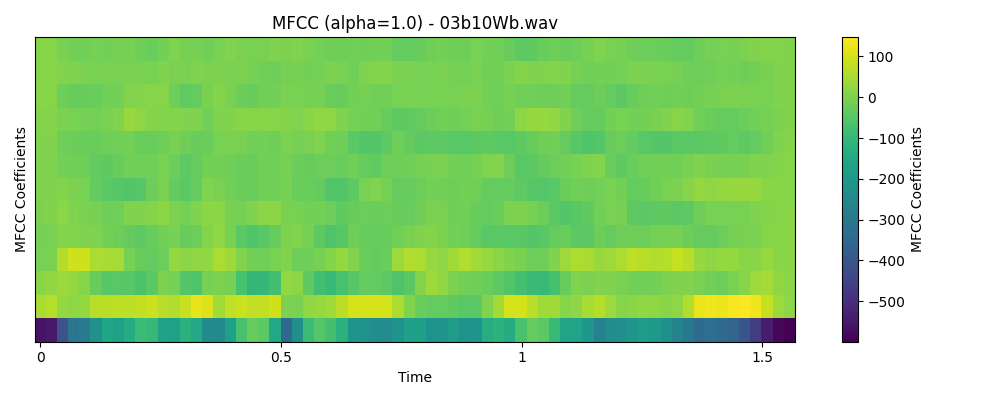 MFCC (alpha=1.0) - 03b10Wb.wav
MFCC Coefficients
0
0.5
1
1.5
Time
100
0
−100
−200
−300
−400
−500
MFCC Coefficients